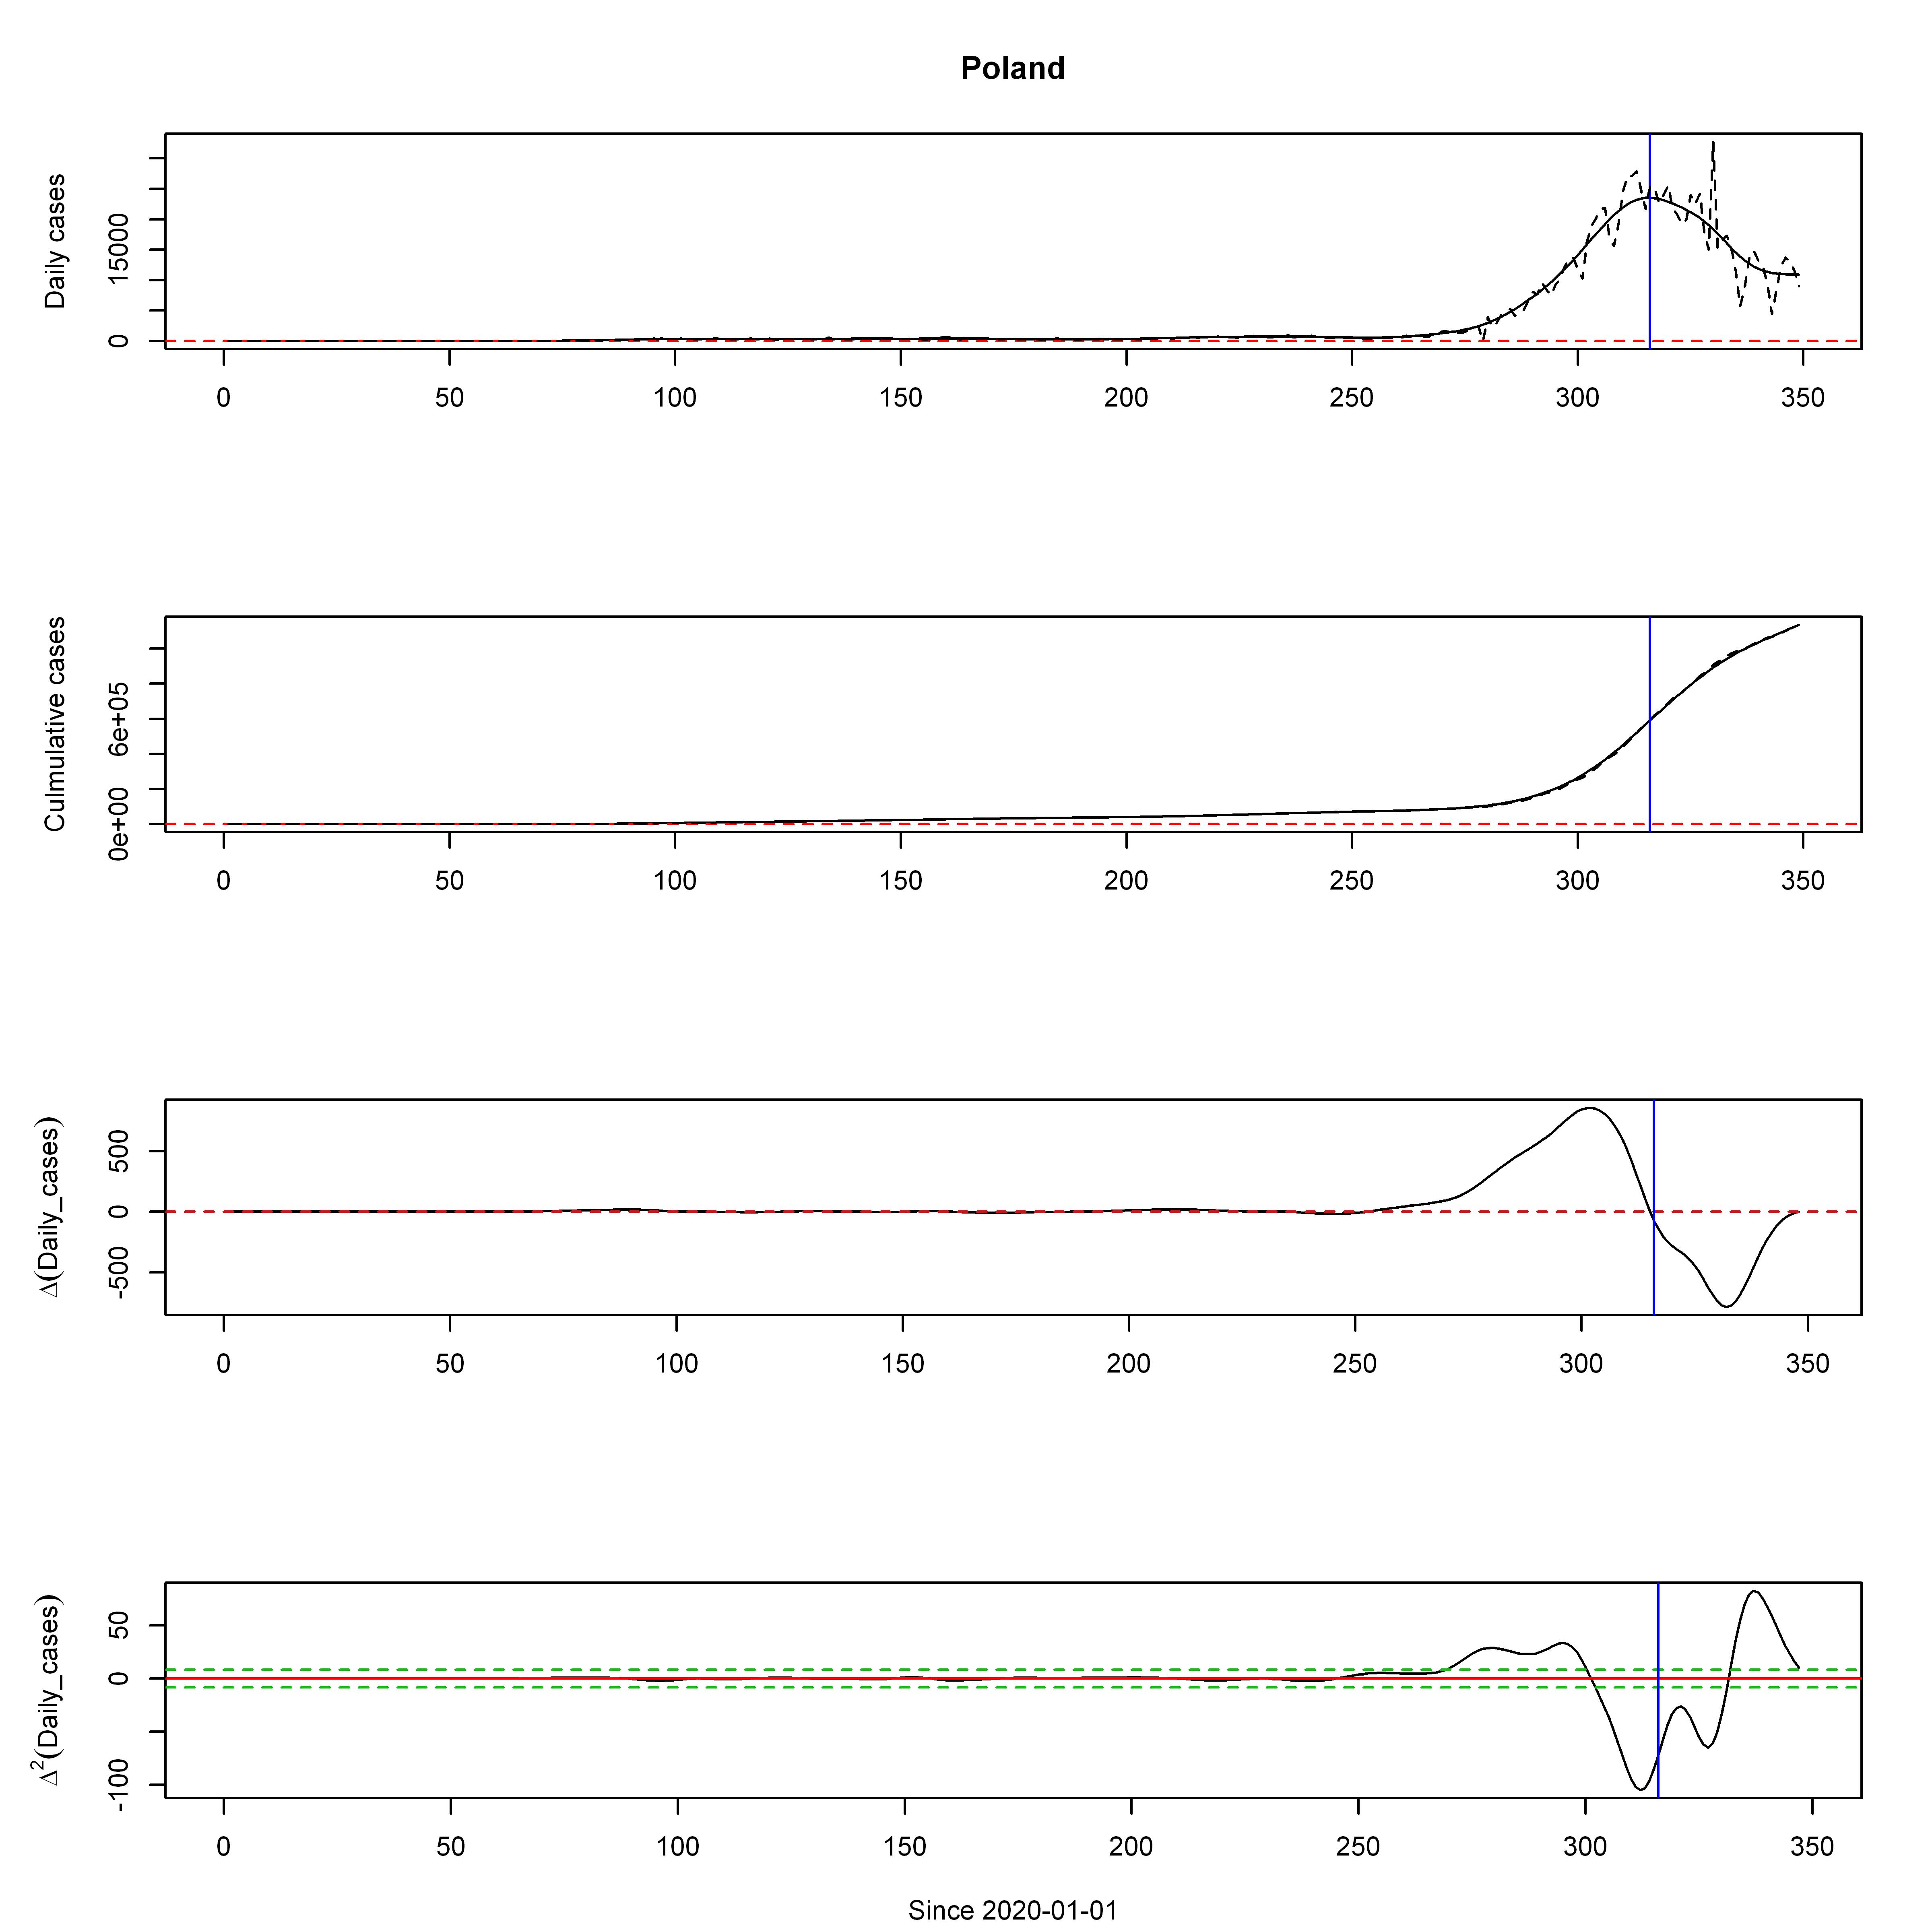 Poland
Daily cases
0 15000
0 50 100 150 200 250 300 350
Culmulative cases
0e+00 6e+05
0 50 100 150 200 250 300 350
Δ(Daily_cases)
-500 0 500
0 50 100 150 200 250 300 350
Δ²(Daily_cases)
-100 0 50
0 50 100 150 200 250 300 350
Since 2020-01-01